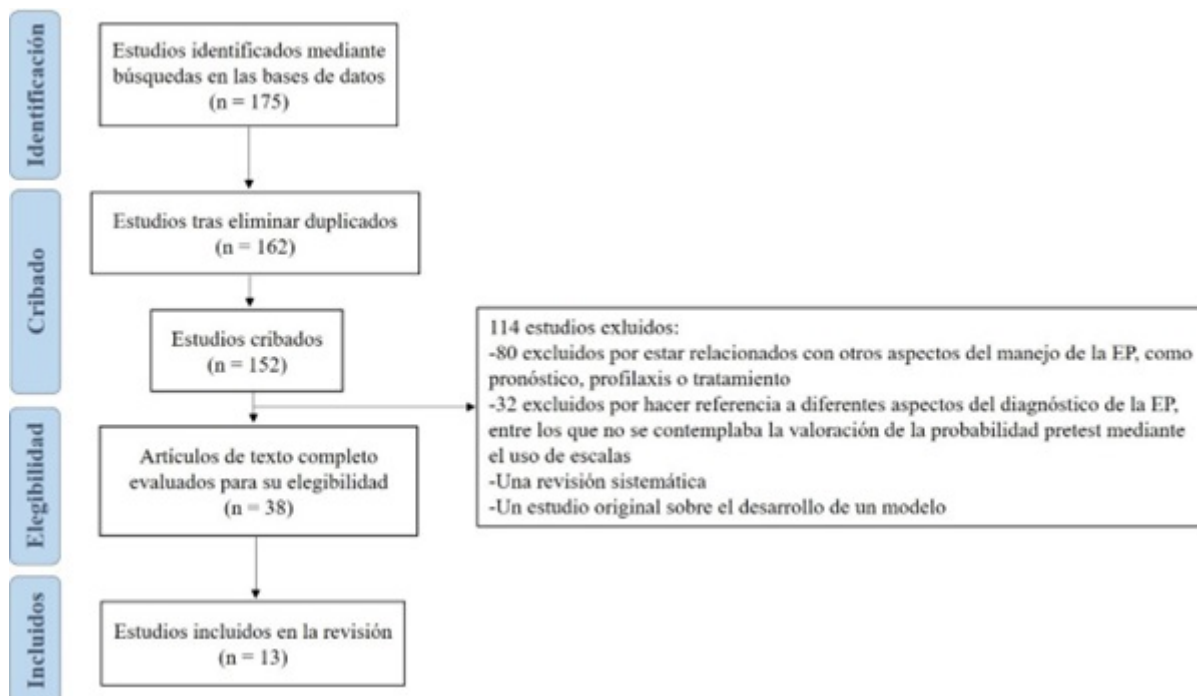 Identificación
Estudios identificados mediante
búsquedas en las bases de datos
(n = 175)
Cribado
Estudios tras eliminar duplicados
(n = 162)
Estudios cribados
(n = 152)
114 estudios exluidos:
-80 excluidos por estar relacionados con otros aspectos del manejo de la EP, como
pronóstico, profilaxis o tratamiento
-32 excluidos por hacer referencia a diferentes aspectos del diagnóstico de la EP,
entre los que no se contemplaba la valoración de la probabilidad pretest mediante
el uso de escalas
-Una revisión sistemática
-Un estudio original sobre el desarrollo de un modelo
Elegibilidad
Artículos de texto completo
evaluados para su elegibilidad
(n = 38)
Incluidos
Estudios incluidos en la revisión
(n = 13)